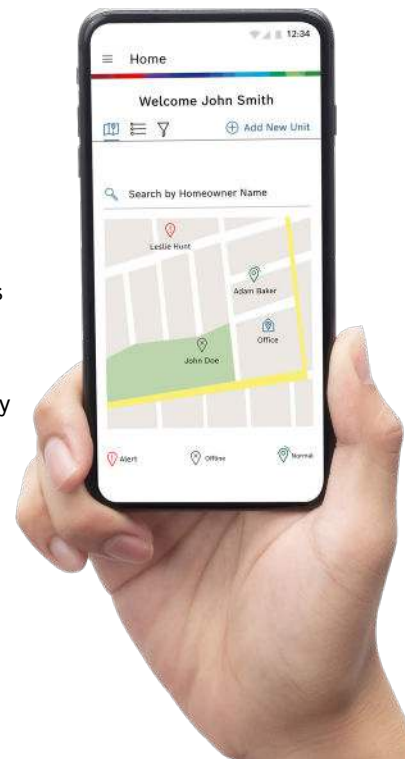 12:34
Home
Welcome John Smith
Add New Unit
Search by Homeowner Name
Leslie Hunt
s
Adam Baker
Office
John Doe
y
Alert
Offline
Normal